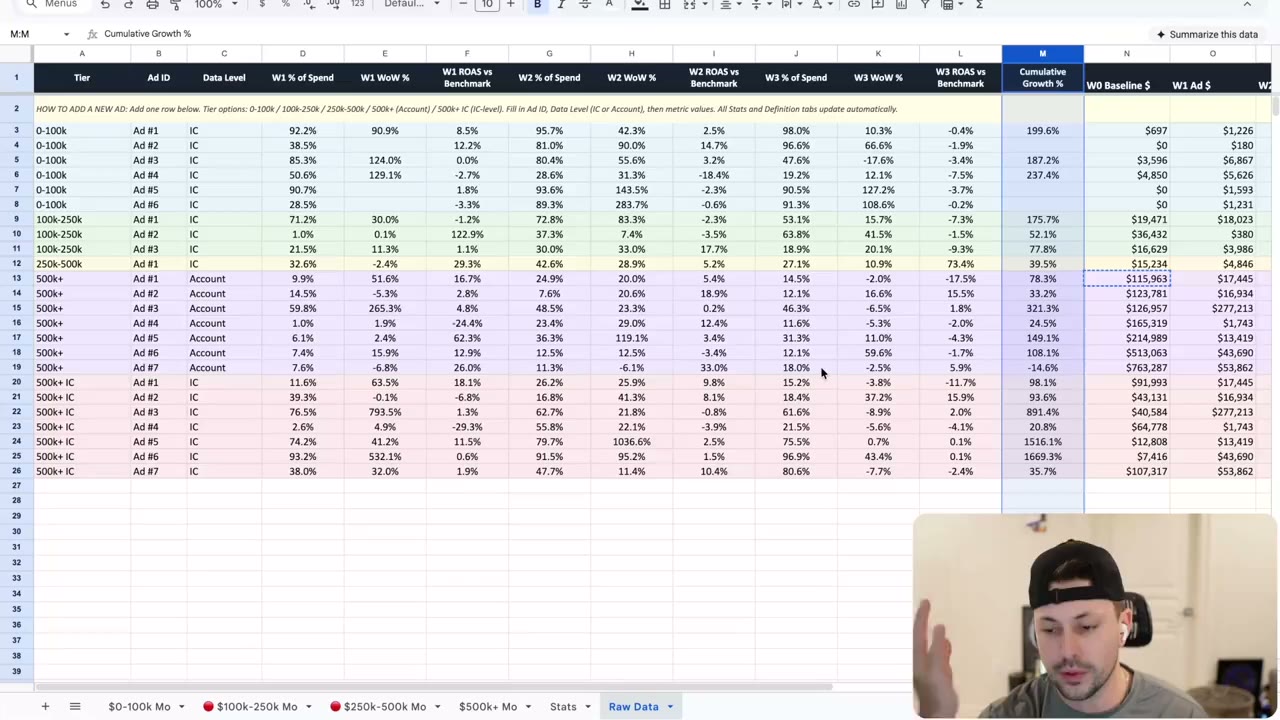 Menus 100% $ % .0 .00 123 Defaul... 10 B I A Σ
M:M fx Cumulative Growth % Summarize this data
A B C D E F G H I J K L M N O
1 Tier Ad ID Data Level W1 % of Spend W1 WoW % W1 ROAS vs Benchmark W2 % of Spend W2 WoW % W2 ROAS vs Benchmark W3 % of Spend W3 WoW % W3 ROAS vs Benchmark Cumulative Growth % W0 Baseline $ W1 Ad $ W2
2 HOW TO ADD A NEW AD: Add one row below. Tier options: 0-100k / 100k-250k / 250k-500k / 500k+ (Account) / 500k+ IC (IC-level). Fill in Ad ID, Data Level (IC or Account), then metric values. All Stats and Definition tabs update automatically.
3 0-100k Ad #1 IC 92.2% 90.9% 8.5% 95.7% 42.3% 2.5% 98.0% 10.3% -0.4% 199.6% $697 $1,226
4 0-100k Ad #2 IC 38.5% 12.2% 81.0% 90.0% 14.7% 96.6% 66.6% -1.9% $0 $180
5 0-100k Ad #3 IC 85.3% 124.0% 0.0% 80.4% 55.6% 3.2% 47.6% -17.6% -3.4% 187.2% $3,596 $6,867
6 0-100k Ad #4 IC 50.6% 129.1% -2.7% 28.6% 31.3% -18.4% 19.2% 12.1% -7.5% 237.4% $4,850 $5,626
7 0-100k Ad #5 IC 90.7% 1.8% 93.6% 143.5% -2.3% 90.5% 127.2% -3.7% $0 $1,593
8 0-100k Ad #6 IC 28.5% -3.3% 89.3% 283.7% -0.6% 91.3% 108.6% -0.2% $0 $1,231
9 100k-250k Ad #1 IC 71.2% 30.0% -1.2% 72.8% 83.3% -2.3% 53.1% 15.7% -7.3% 175.7% $19,471 $18,023
10 100k-250k Ad #2 IC 1.0% 0.1% 122.9% 37.3% 7.4% -3.5% 63.8% 41.5% -1.5% 52.1% $36,432 $380
11 100k-250k Ad #3 IC 21.5% 11.3% 1.1% 30.0% 33.0% 17.7% 18.9% 20.1% -9.3% 77.8% $16,629 $3,986
12 250k-500k Ad #1 IC 32.6% -2.4% 29.3% 42.6% 28.9% 5.2% 27.1% 10.9% 73.4% 39.5% $15,234 $4,846
13 500k+ Ad #1 Account 9.9% 51.6% 16.7% 24.9% 20.0% 5.4% 14.5% -2.0% -17.5% 78.3% $115,963 $17,445
14 500k+ Ad #2 Account 14.5% -5.3% 2.8% 7.6% 20.6% 18.9% 12.1% 16.6% 15.5% 33.2% $123,781 $16,934
15 500k+ Ad #3 Account 59.8% 265.3% 4.8% 48.5% 23.3% 0.2% 46.3% -6.5% 1.8% 321.3% $126,957 $277,213
16 500k+ Ad #4 Account 1.0% 1.9% -24.4% 23.4% 29.0% 12.4% 11.6% -5.3% -2.0% 24.5% $165,319 $1,743
17 500k+ Ad #5 Account 6.1% 2.4% 62.3% 36.3% 119.1% 3.4% 31.3% 11.0% -4.3% 149.1% $214,989 $13,419
18 500k+ Ad #6 Account 7.4% 15.9% 12.9% 12.5% 12.5% -3.4% 12.1% 59.6% -1.7% 108.1% $513,063 $43,690
19 500k+ Ad #7 Account 7.6% -6.8% 26.0% 11.3% -6.1% 33.0% 18.0% -2.5% 5.9% -14.6% $763,287 $53,862
20 500k+ IC Ad #1 IC 11.6% 63.5% 18.1% 26.2% 25.9% 9.8% 15.2% -3.8% -11.7% 98.1% $91,993 $17,445
21 500k+ IC Ad #2 IC 39.3% -0.1% -6.8% 16.8% 41.3% 8.1% 18.4% 37.2% 15.9% 93.6% $43,131 $16,934
22 500k+ IC Ad #3 IC 76.5% 793.5% 1.3% 62.7% 21.8% -0.8% 61.6% -8.9% 2.0% 891.4% $40,584 $277,213
23 500k+ IC Ad #4 IC 2.6% 4.9% -29.3% 55.8% 22.1% -3.9% 21.5% -5.6% -4.1% 20.8% $64,778 $1,743
24 500k+ IC Ad #5 IC 74.2% 41.2% 11.5% 79.7% 1036.6% 2.5% 75.5% 0.7% 0.1% 1516.1% $12,808 $13,419
25 500k+ IC Ad #6 IC 93.2% 532.1% 0.6% 91.5% 95.2% 1.5% 96.9% 43.4% 0.1% 1669.3% $7,416 $43,690
26 500k+ IC Ad #7 IC 38.0% 32.0% 1.9% 47.7% 11.4% 10.4% 80.6% -7.7% -2.4% 35.7% $107,317 $53,862
27
28
29
30
31
32
33
34
35
36
37
38
39
$0-100k Mo $100k-250k Mo $250k-500k Mo $500k+ Mo Stats Raw Data